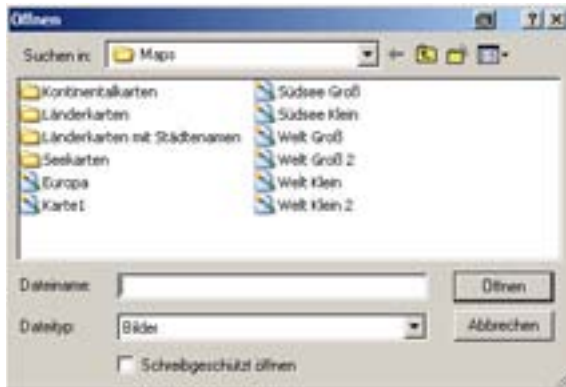 Öffnen
Suchen in: Maps
Kontinentalkarten
Länderkarten
Länderkarten mit Städtenamen
Seekarten
Europa
Karte1
Südsee Groß
Südsee Klein
Welt Groß
Welt Groß 2
Welt Klein
Welt Klein 2
Dateiname:
Öffnen
Dateityp: Bilder
Abbrechen
Schreibgeschützt öffnen